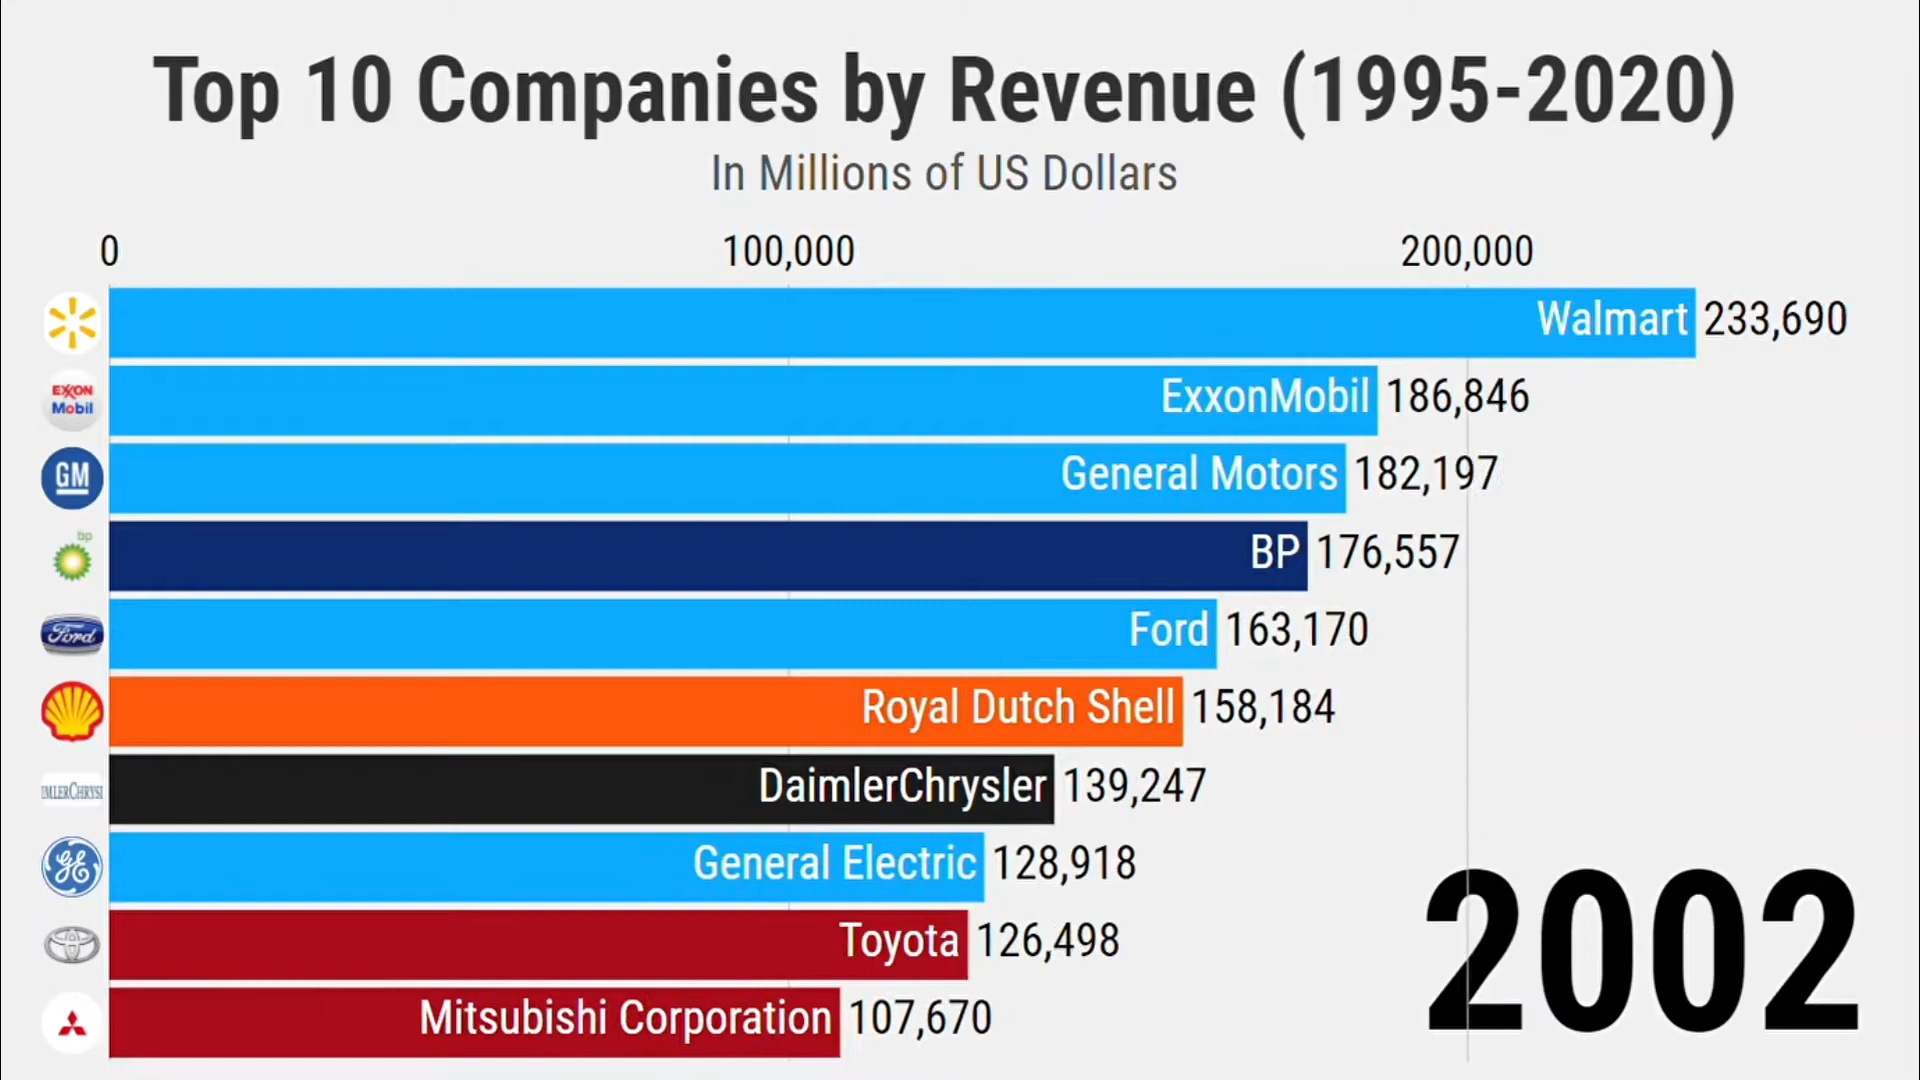 Top 10 Companies by Revenue (1995-2020)
In Millions of US Dollars
0 100,000 200,000
Walmart 233,690
EXXON
Mobil
ExxonMobil 186,846
GM
General Motors 182,197
bp
BP 176,557
Ford
Ford 163,170
Royal Dutch Shell 158,184
IMLERCHRYSL
DaimlerChrysler 139,247
GE
General Electric 128,918
Toyota 126,498
Mitsubishi Corporation 107,670
2002